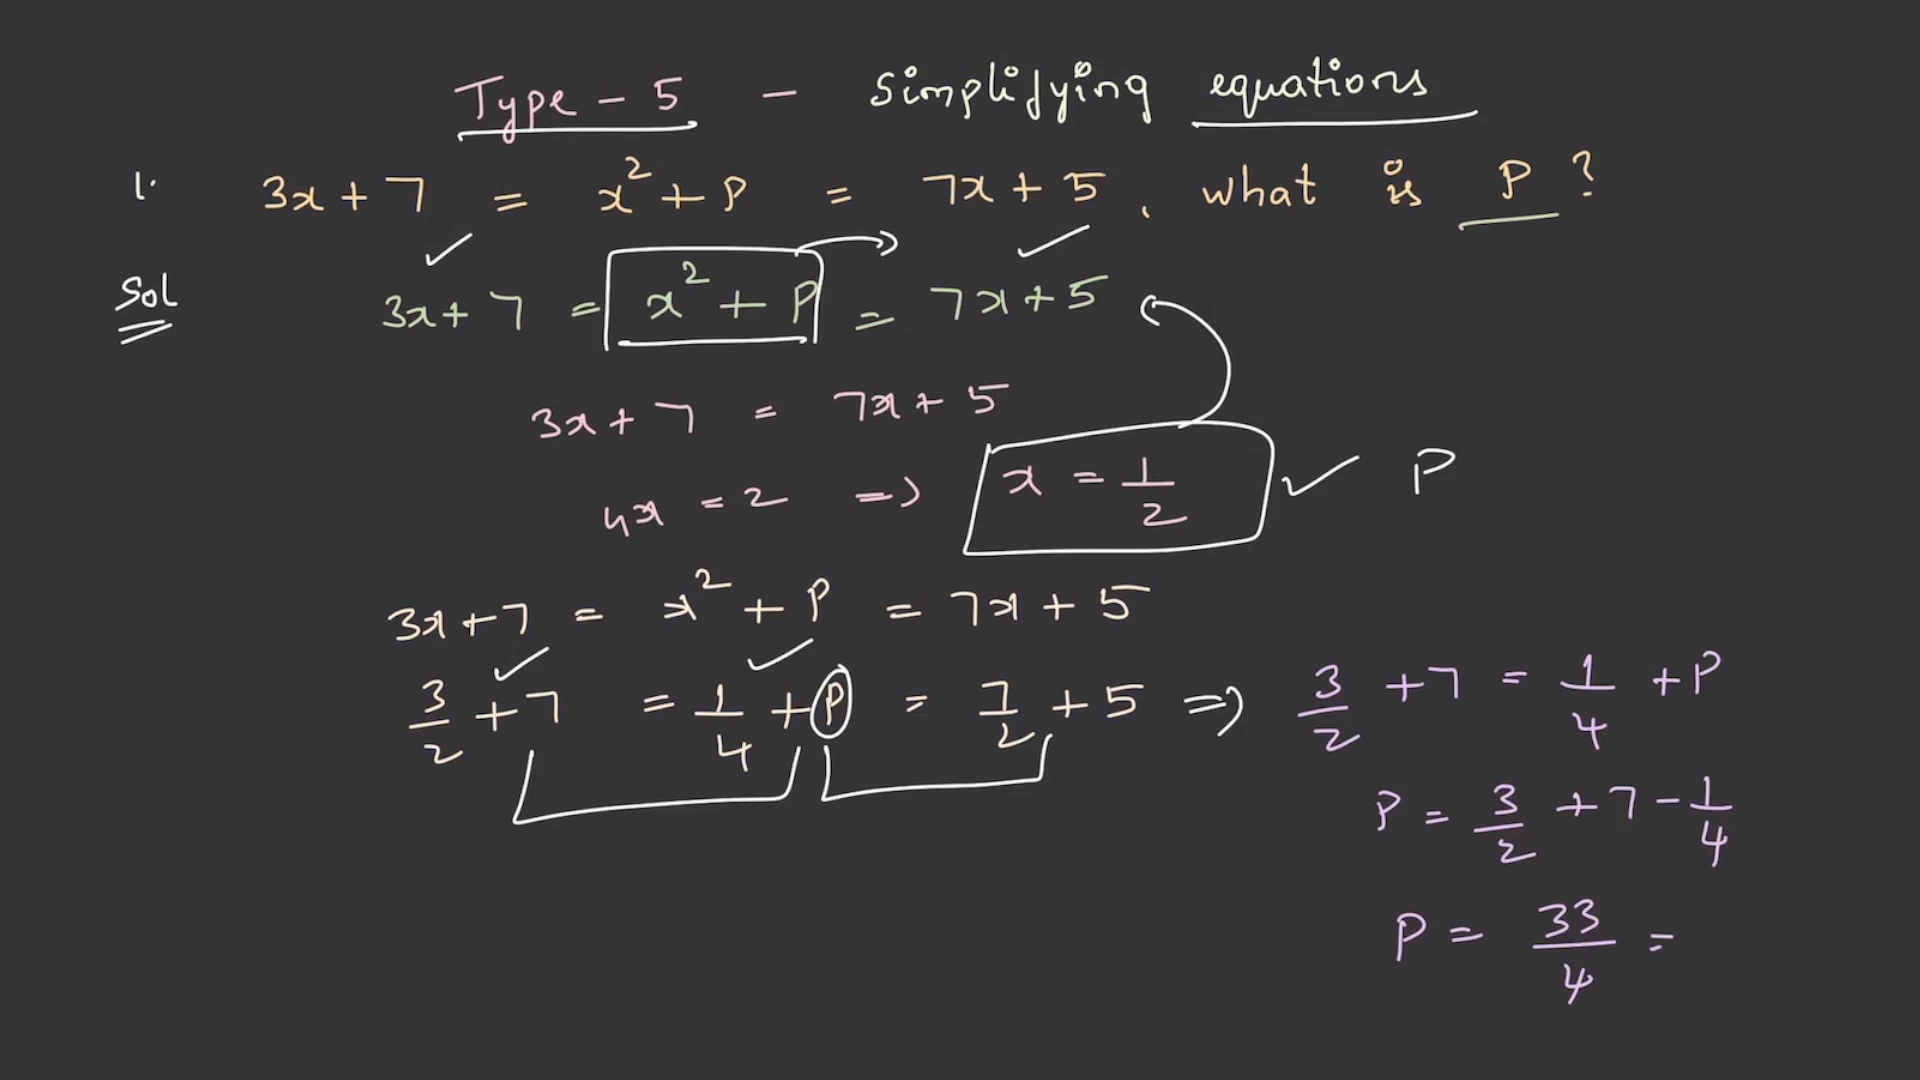 Type - 5 - Simplifying equations
1. 3x + 7 = x² + P = 7x + 5, what is P?
Sol 3x + 7 = x² + P = 7x + 5
3x + 7 = 7x + 5
4x = 2 => x = 1/2 P
3x + 7 = x² + P = 7x + 5
3/2 + 7 = 1/4 + P = 7/2 + 5 => 3/2 + 7 = 1/4 + P
P = 3/2 + 7 - 1/4
P = 33/4 =